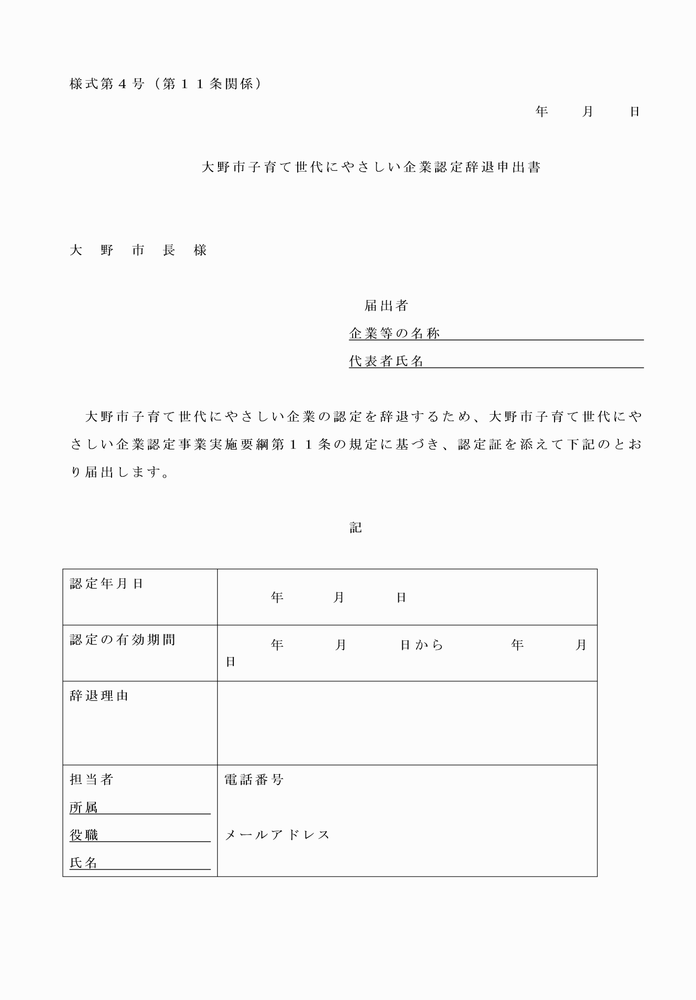 様式第４号（第１１条関係）
年　　月　　日
大野市子育て世代にやさしい企業認定辞退申出書
大　野　市　長　様
届出者
企業等の名称
代表者氏名
大野市子育て世代にやさしい企業の認定を辞退するため、大野市子育て世代にや
さしい企業認定事業実施要綱第１１条の規定に基づき、認定証を添えて下記のとお
り届出します。
記
認定年月日
年　　　月　　　日
認定の有効期間
年　　　月　　　日から　　　　年　　　月
日
辞退理由
担当者
所属
役職
氏名
電話番号
メールアドレス